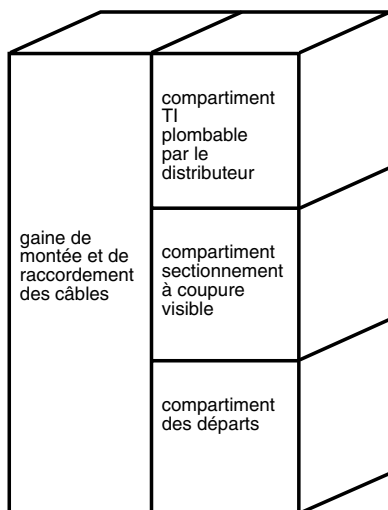 compartiment
TI
plombable
par le
distributeur
gaine de
montée et de
raccordement
des câbles
compartiment
sectionnement
à coupure
visible
compartiment
des départs